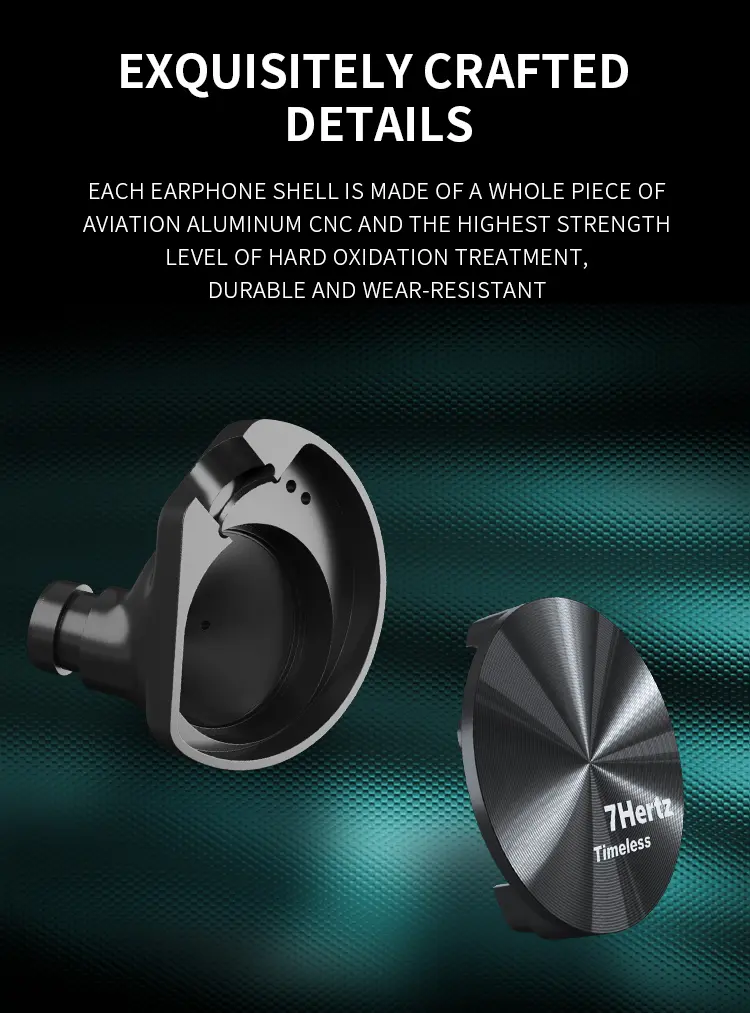 EXQUISITELY CRAFTED
DETAILS
EACH EARPHONE SHELL IS MADE OF A WHOLE PIECE OF
AVIATION ALUMINUM CNC AND THE HIGHEST STRENGTH
LEVEL OF HARD OXIDATION TREATMENT,
DURABLE AND WEAR-RESISTANT
7Hertz
Timeless